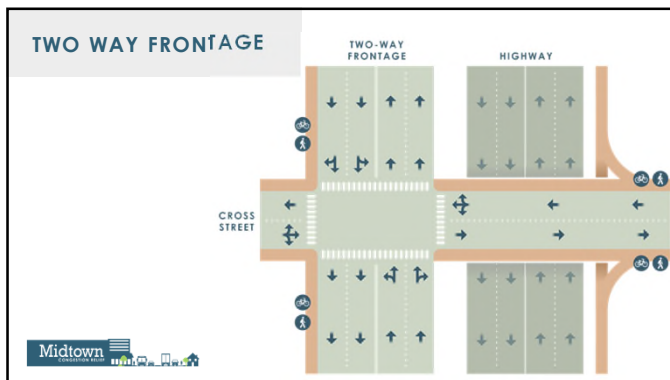 TWO WAY FRONTAGE
TWO-WAY
FRONTAGE
HIGHWAY
CROSS
STREET
Midtown
CONGESTION RELIEF